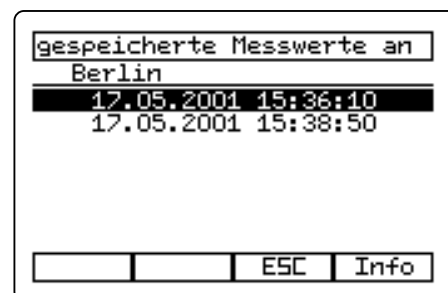 gespeicherte Messwerte an
Berlin
17.05.2001 15:36:10
17.05.2001 15:38:50
ESC Info